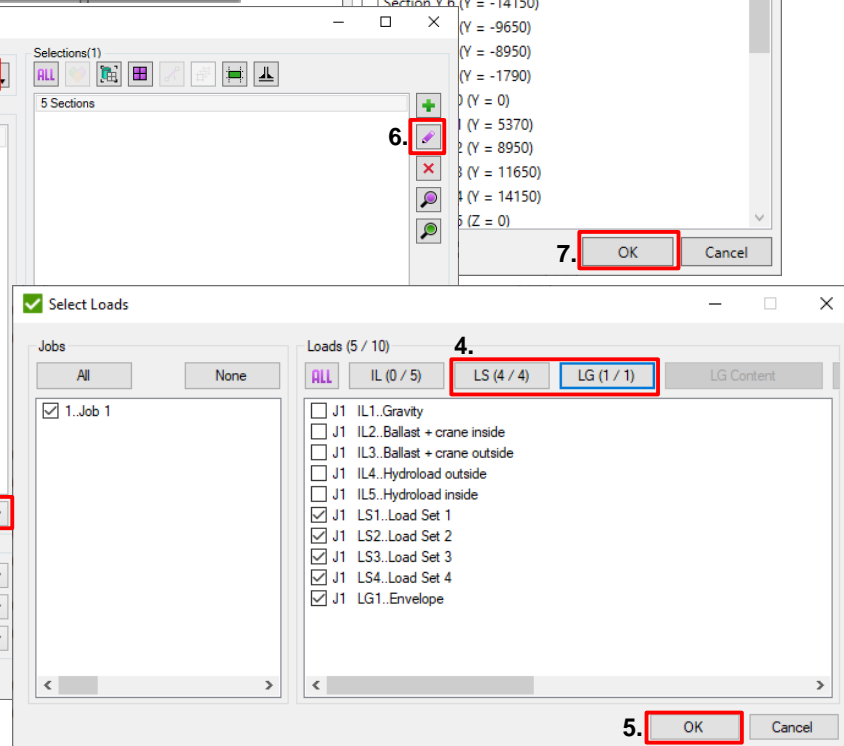 (Y = -14150)
(Y = -9650)
Selections(1)
(Y = -8950)
ALL
(Y = -1790)
5 Sections
(Y = 0)
6.
(Y = 5370)
(Y = 8950)
(Y = 11650)
(Y = 14150)
(Z = 0)
7.
OK
Cancel
Select Loads
Jobs
Loads (5 / 10)
4.
All
None
ALL
IL (0 / 5)
LS (4 / 4)
LG (1 / 1)
LG Content
1..Job 1
J1 IL1..Gravity
J1 IL2..Ballast + crane inside
J1 IL3..Ballast + crane outside
J1 IL4..Hydroload outside
J1 IL5..Hydroload inside
J1 LS1..Load Set 1
J1 LS2..Load Set 2
J1 LS3..Load Set 3
J1 LS4..Load Set 4
J1 LG1..Envelope
5.
OK
Cancel